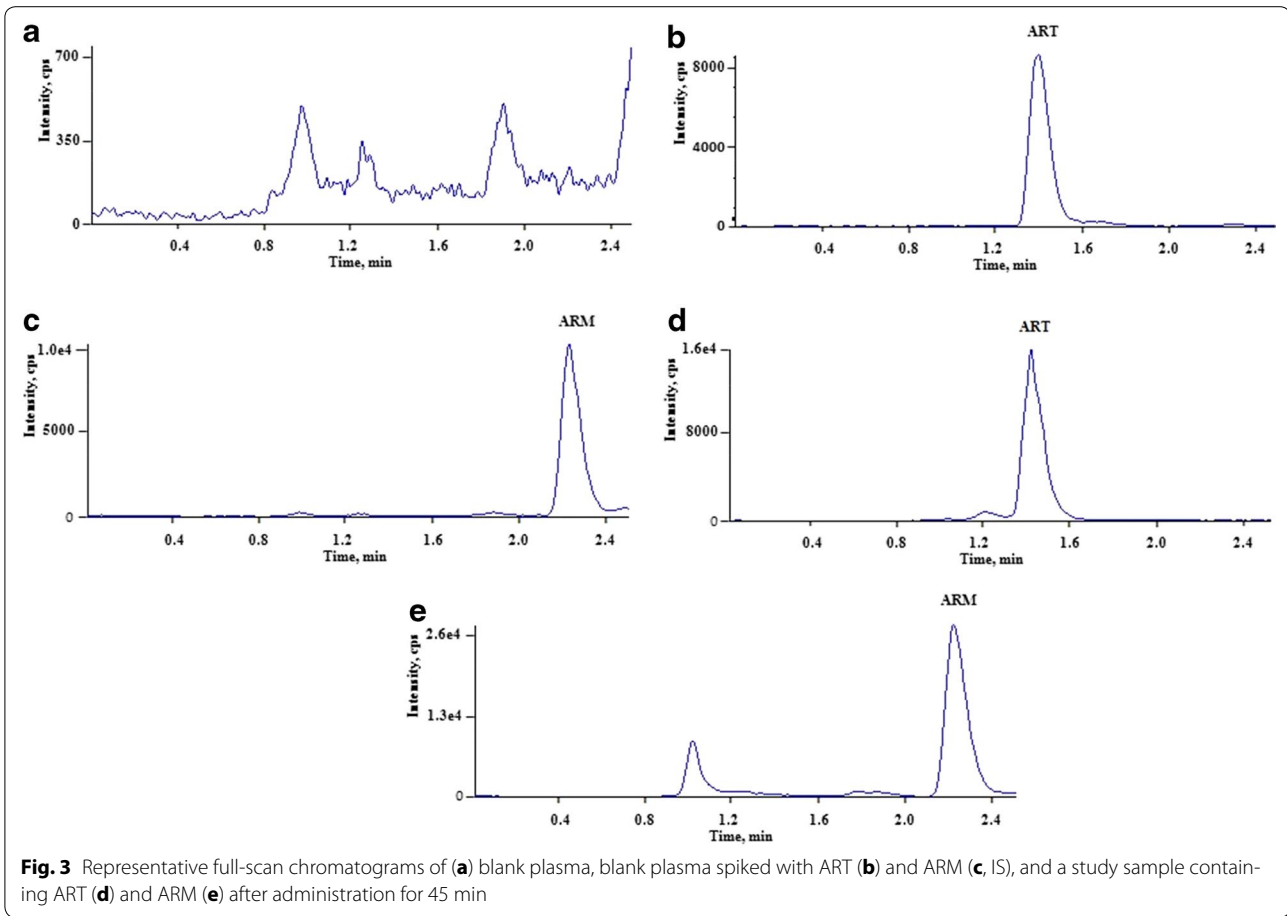 a
700
350
0
Intensity, cps
0.4 0.8 1.2 1.6 2.0 2.4
Time, min
b
ART
8000
4000
0
Intensity, cps
0.4 0.8 1.2 1.6 2.0 2.4
Time, min
c
ARM
1.0e4
5000
0
Intensity, cps
0.4 0.8 1.2 1.6 2.0 2.4
Time, min
d
ART
1.6e4
8000
0
Intensity, cps
0.4 0.8 1.2 1.6 2.0 2.4
Time, min
e
ARM
2.6e4
1.3e4
0
Intensity, cps
0.4 0.8 1.2 1.6 2.0 2.4
Time, min
Fig. 3 Representative full-scan chromatograms of (a) blank plasma, blank plasma spiked with ART (b) and ARM (c, IS), and a study sample contain-
ing ART (d) and ARM (e) after administration for 45 min